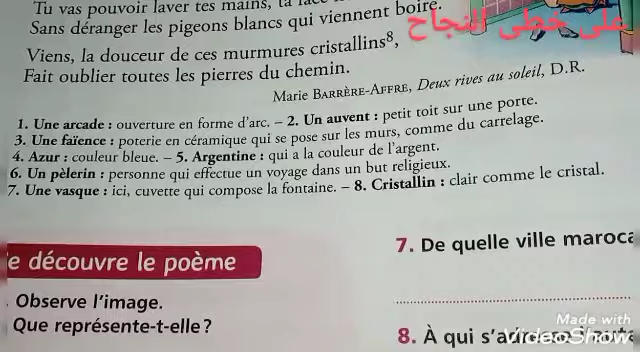 Tu vas pouvoir laver tes mains, ta
Sans déranger les pigeons blancs qui viennent boire.
على خطى النجاح
Viens, la douceur de ces murmures cristallins⁸,
Fait oublier toutes les pierres du chemin.
Marie BARRÈRE-AFFRE, Deux rives au soleil, D.R.
1. Une arcade : ouverture en forme d'arc. – 2. Un auvent : petit toit sur une porte.
3. Une faïence : poterie en céramique qui se pose sur les murs, comme du carrelage.
4. Azur : couleur bleue. – 5. Argentine : qui a la couleur de l'argent.
6. Un pèlerin : personne qui effectue un voyage dans un but religieux.
7. Une vasque : ici, cuvette qui compose la fontaine. – 8. Cristallin : clair comme le cristal.
e découvre le poème
Observe l'image.
Que représente-t-elle ?
7. De quelle ville maroca
8. À qui s'adre
Made with
VideoShow